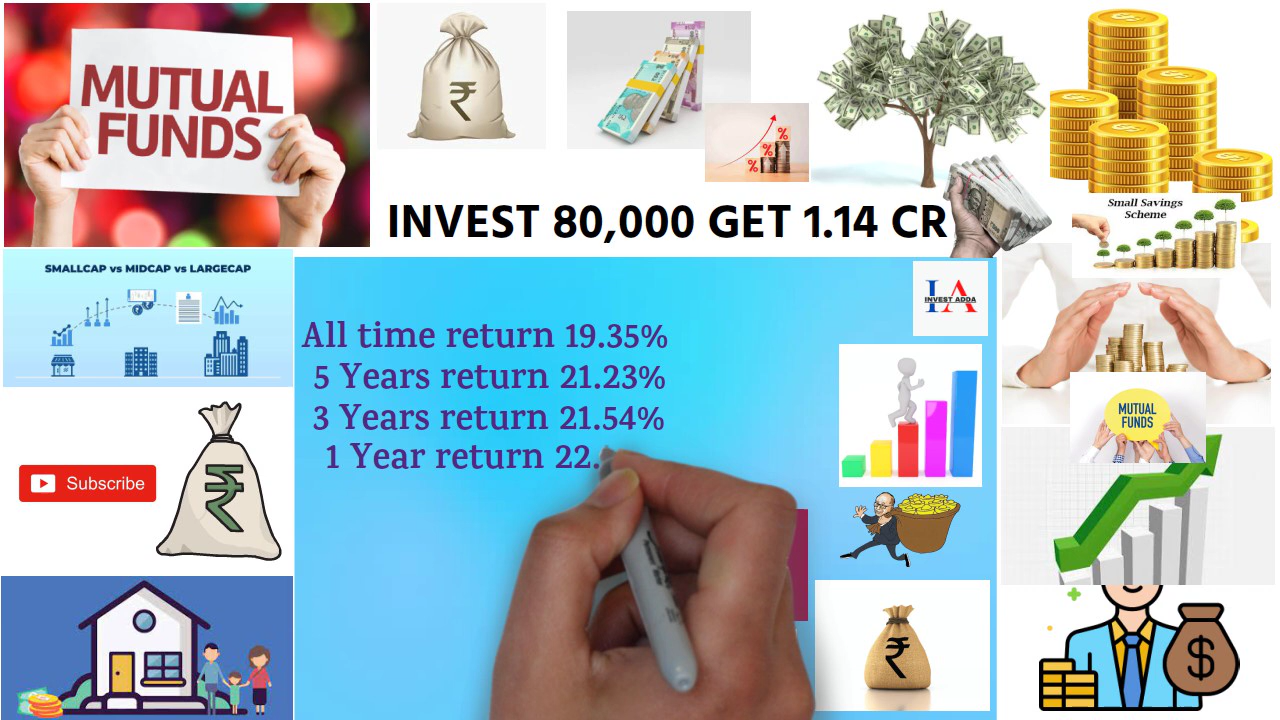 MUTUAL
FUNDS
₹
%
%
%
INVEST 80,000 GET 1.14 CR
Small Savings
Scheme
SMALLCAP vs MIDCAP vs LARGECAP
IA
INVEST ADDA
All time return 19.35%
5 Years return 21.23%
3 Years return 21.54%
1 Year return 22.
MUTUAL
FUNDS
Subscribe
₹
₹
$